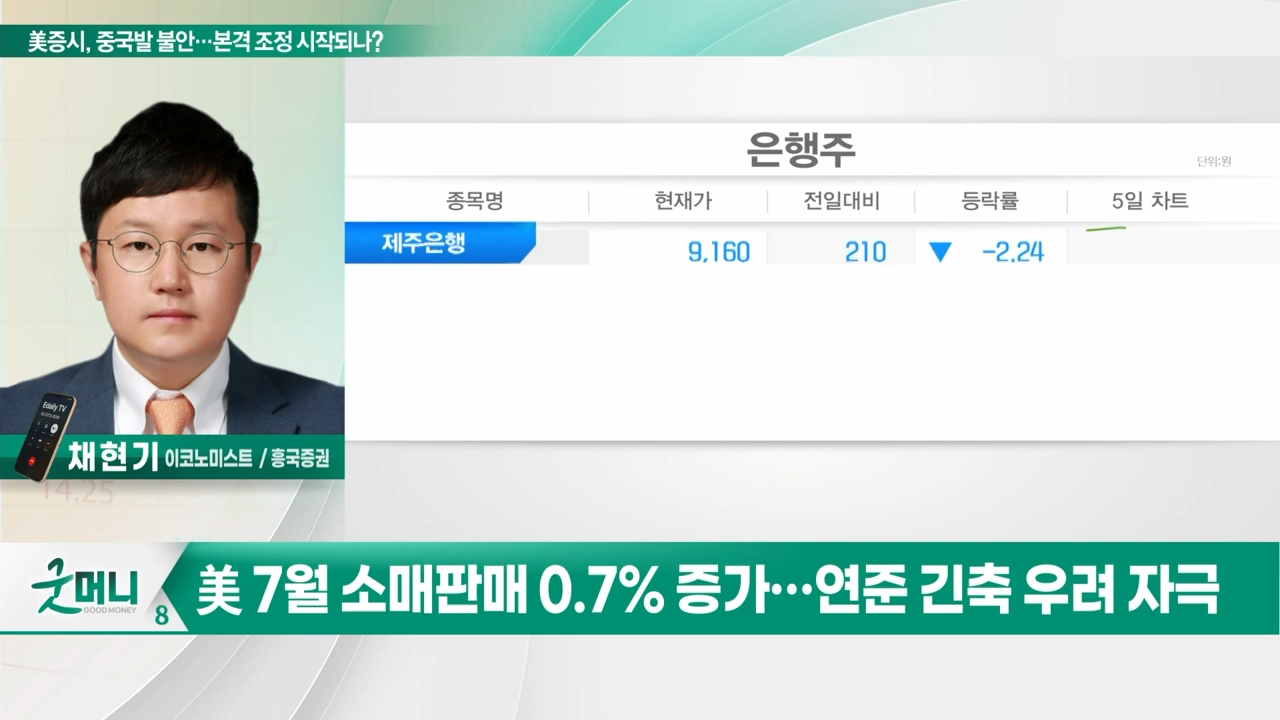 美증시, 중국발 불안…본격 조정 시작되나?
은행주
단위:원
종목명 현재가 전일대비 등락률 5일 차트
제주은행 9,160 210 ▼ -2.24
Edaily TV
채현기 이코노미스트 / 흥국증권
14.25
굿머니
GOOD MONEY
8
美 7월 소매판매 0.7% 증가…연준 긴축 우려 자극